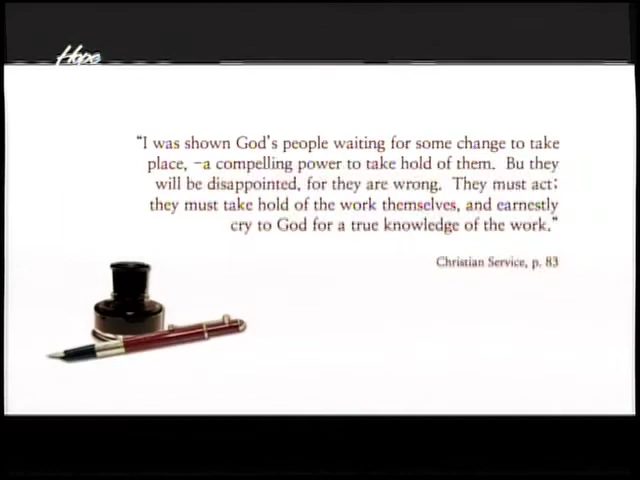 Hope
“I was shown God's people waiting for some change to take
place, -a compelling power to take hold of them. Bu they
will be disappointed, for they are wrong. They must act;
they must take hold of the work themselves, and earnestly
cry to God for a true knowledge of the work.”
Christian Service, p. 83